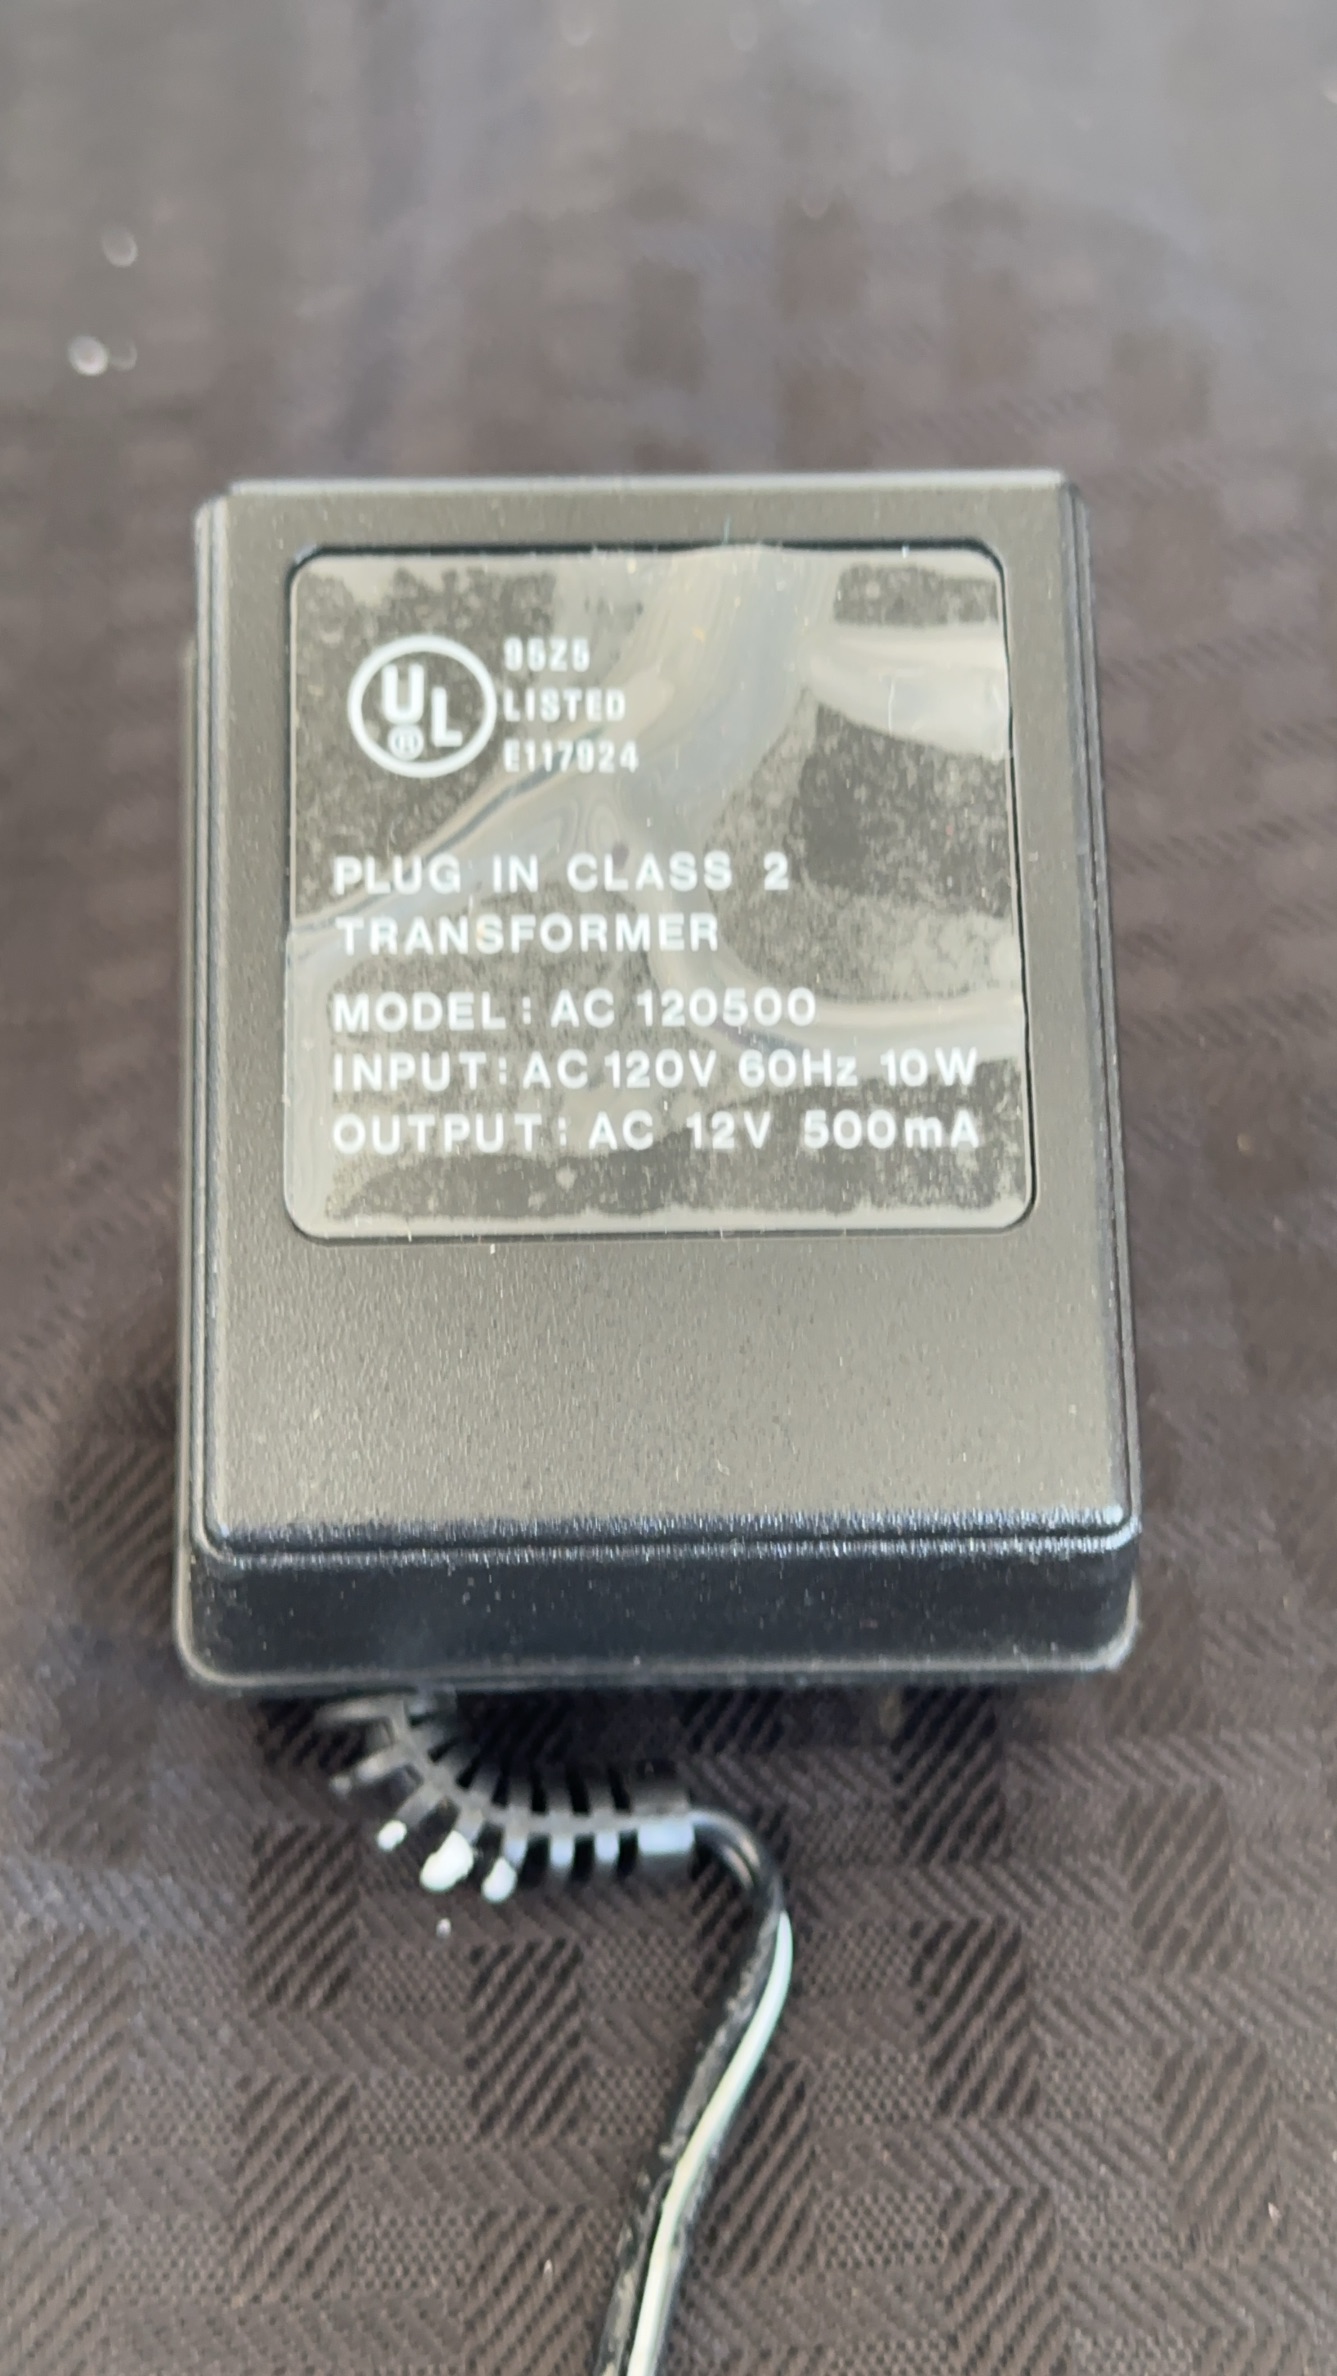 UL
®
95Z5
LISTED
E117924
PLUG IN CLASS 2
TRANSFORMER
MODEL : AC 120500
INPUT : AC 120V 60Hz 10W
OUTPUT : AC 12V 500mA